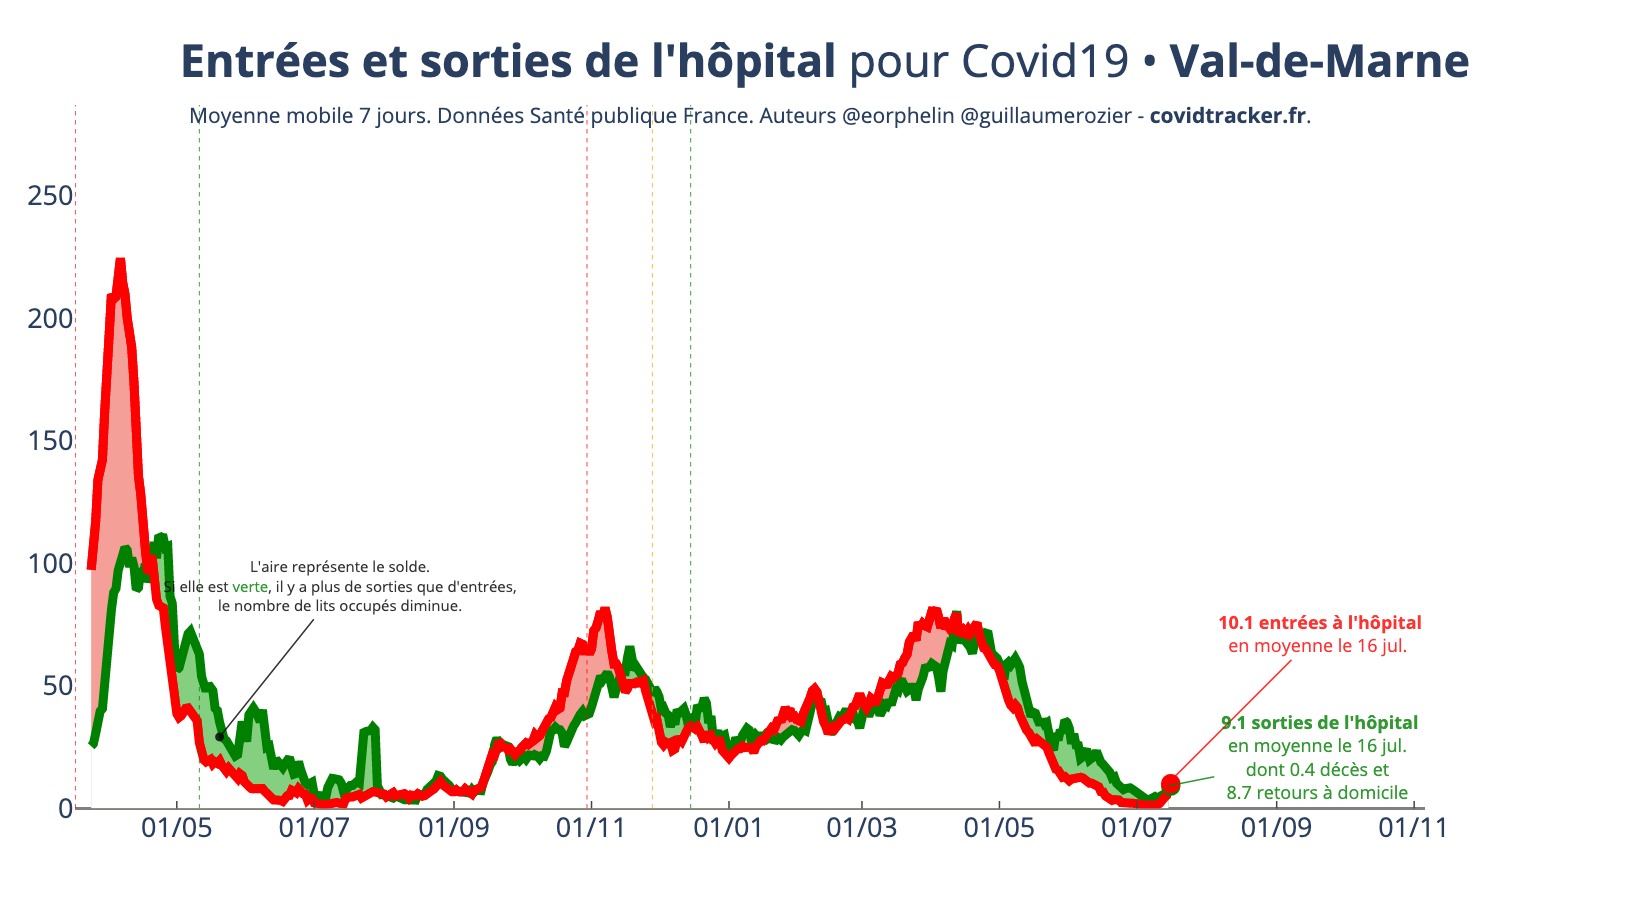 Entrées et sorties de l'hôpital pour Covid19 • Val-de-Marne
Moyenne mobile 7 jours. Données Santé publique France. Auteurs @eorphelin @guillaumerozier - covidtracker.fr.
250
200
150
100
50
0
L'aire représente le solde.
Si elle est verte, il y a plus de sorties que d'entrées,
le nombre de lits occupés diminue.
10.1 entrées à l'hôpital
en moyenne le 16 jul.
9.1 sorties de l'hôpital
en moyenne le 16 jul.
dont 0.4 décès et
8.7 retours à domicile
01/05 01/07 01/09 01/11 01/01 01/03 01/05 01/07 01/09 01/11